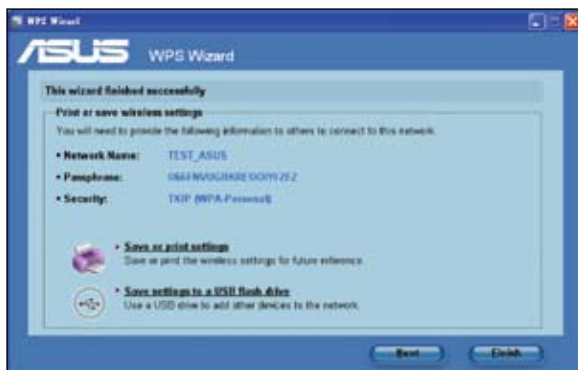 WPS Wizard
ASUS WPS Wizard
This wizard finished successfully
Print or save wireless settings
You will need to provide the following information to others to connect to this network.
• Network Name: TEST_ASUS
• Passphrase:
• Security: TKIP (WPA-Personal)
• Save or print settings
Save or print the wireless settings for future reference.
• Save settings to a USB flash drive
Use a USB drive to add other devices to the network.
Next Finish